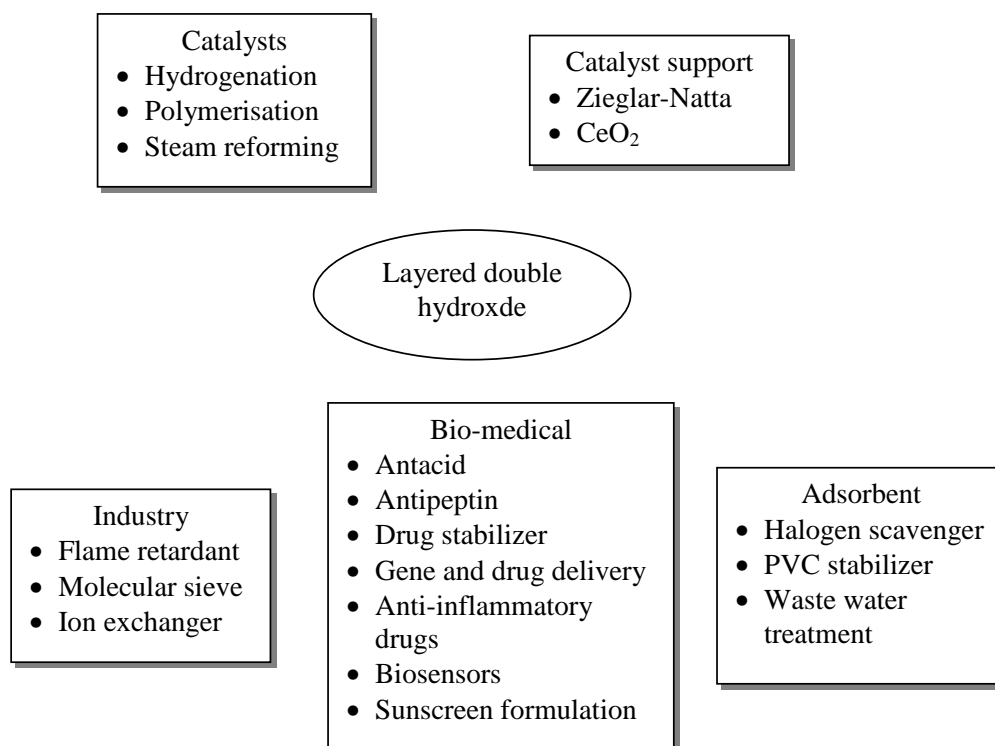 Catalysts
• Hydrogenation
• Polymerisation
• Steam reforming
Catalyst support
• Zieglar-Natta
• CeO₂
Layered double
hydroxde
Industry
• Flame retardant
• Molecular sieve
• Ion exchanger
Bio-medical
• Antacid
• Antipeptin
• Drug stabilizer
• Gene and drug delivery
• Anti-inflammatory
drugs
• Biosensors
• Sunscreen formulation
Adsorbent
• Halogen scavenger
• PVC stabilizer
• Waste water
treatment